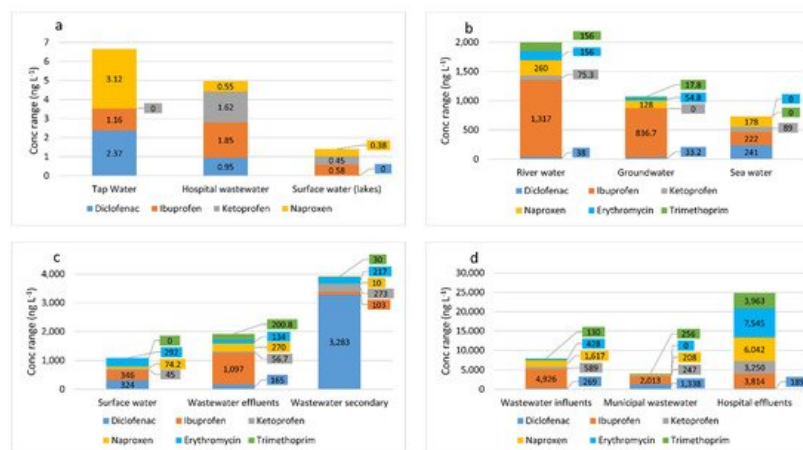 a
Conc range (ng L⁻¹)
7
6
5
4
3
2
1
0
3.12
1.16
2.37
0
0.55
1.62
1.85
0.95
0.38
0.45
0.58
0
Tap Water
Hospital wastewater
Surface water (lakes)
Diclofenac
Ibuprofen
Ketoprofen
Naproxen
b
Conc range (ng L⁻¹)
2,000
1,500
1,000
500
0
156
156
260
75.3
1,317
38
17.8
54.8
128
0
836.7
33.2
0
0
178
89
222
241
River water
Groundwater
Sea water
Diclofenac
Ibuprofen
Ketoprofen
Naproxen
Erythromycin
Trimethoprim
c
Conc range (ng L⁻¹)
4,000
3,000
2,000
1,000
0
0
292
74.2
45
346
324
200.8
134
270
56.7
1,097
165
30
217
10
273
103
3,283
Surface water
Wastewater effluents
Wastewater secondary
Diclofenac
Ibuprofen
Ketoprofen
Naproxen
Erythromycin
Trimethoprim
d
Conc range (ng L⁻¹)
30,000
25,000
20,000
15,000
10,000
5,000
0
130
428
1,617
589
4,926
269
256
0
208
247
2,013
1,338
3,963
7,545
6,042
3,250
3,814
189
Wastewater influents
Municipal wastewater
Hospital effluents
Diclofenac
Ibuprofen
Ketoprofen
Naproxen
Erythromycin
Trimethoprim